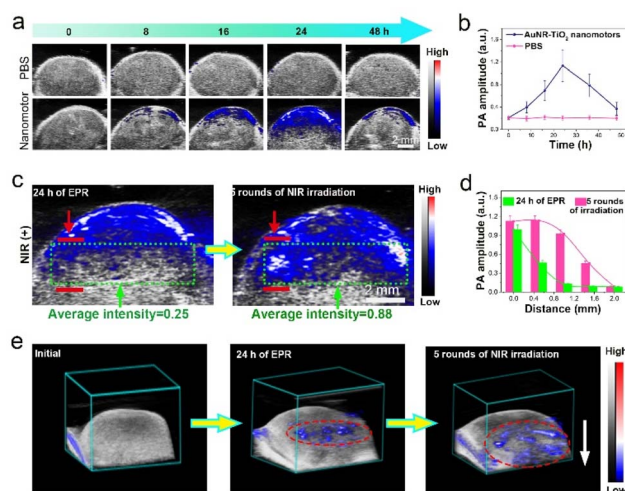 a
0 8 16 24 48 h
PBS
Nanomotor
High
Low
2 mm
b
PA amplitude (a.u.)
AuNR-TiO₂ nanomotors
PBS
1.6
1.2
0.8
0.4
0.3
0 10 20 30 40 50
Time (h)
c
NIR (+)
24 h of EPR
5 rounds of NIR irradiation
High
Low
2 mm
Average intensity=0.25
Average intensity=0.88
d
PA amplitude (a.u.)
24 h of EPR
5 rounds
of irradiation
1.5
1.2
0.9
0.6
0.3
0.0
0.0 0.4 0.8 1.2 1.6 2.0
Distance (mm)
e
Initial
24 h of EPR
5 rounds of NIR irradiation
High
Low